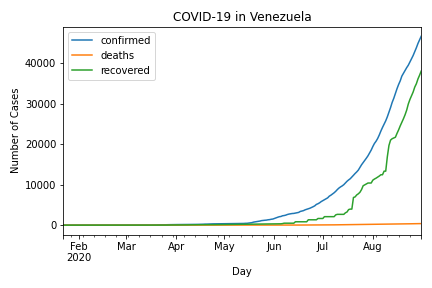 COVID-19 in Venezuela
confirmed
deaths
recovered
Number of Cases
40000
30000
20000
10000
0
Feb Mar Apr May Jun Jul Aug
2020
Day